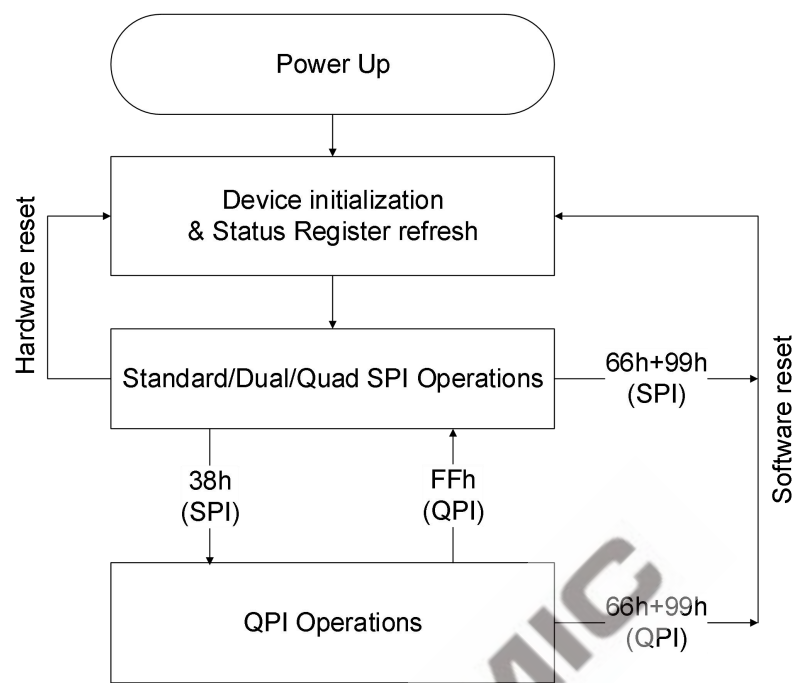 Power Up
Device initialization
& Status Register refresh
Hardware reset
Standard/Dual/Quad SPI Operations
66h+99h
(SPI)
Software reset
38h
(SPI)
FFh
(QPI)
QPI Operations
66h+99h
(QPI)
MIC